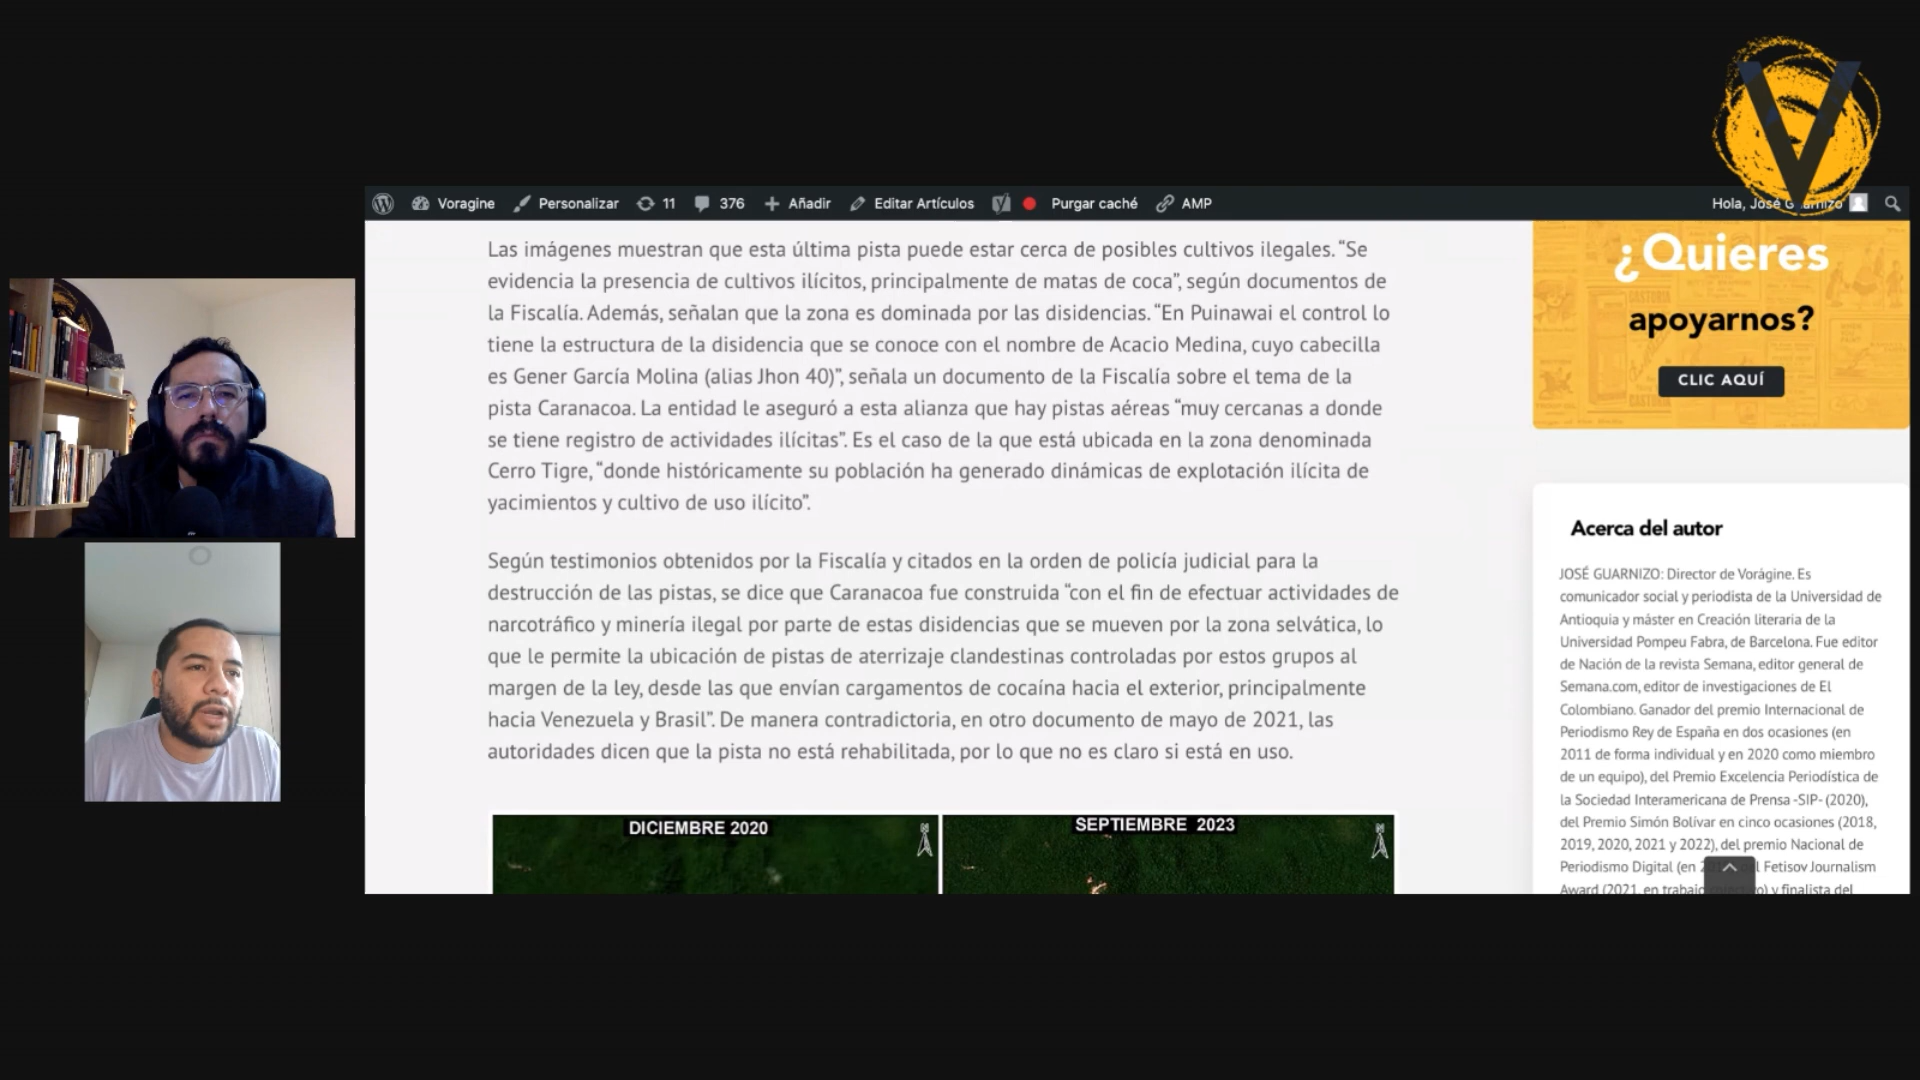 V
Voragine Personalizar 11 376 Añadir Editar Artículos Purgar caché AMP Hola, José Guarnizo
Las imágenes muestran que esta última pista puede estar cerca de posibles cultivos ilegales. “Se
evidencia la presencia de cultivos ilícitos, principalmente de matas de coca”, según documentos de
la Fiscalía. Además, señalan que la zona es dominada por las disidencias. “En Puinawai el control lo
tiene la estructura de la disidencia que se conoce con el nombre de Acacio Medina, cuyo cabecilla
es Gener García Molina (alias Jhon 40)”, señala un documento de la Fiscalía sobre el tema de la
pista Caranacoa. La entidad le aseguró a esta alianza que hay pistas aéreas “muy cercanas a donde
se tiene registro de actividades ilícitas”. Es el caso de la que está ubicada en la zona denominada
Cerro Tigre, “donde históricamente su población ha generado dinámicas de explotación ilícita de
yacimientos y cultivo de uso ilícito”.
Según testimonios obtenidos por la Fiscalía y citados en la orden de policía judicial para la
destrucción de las pistas, se dice que Caranacoa fue construida “con el fin de efectuar actividades de
narcotráfico y minería ilegal por parte de estas disidencias que se mueven por la zona selvática, lo
que le permite la ubicación de pistas de aterrizaje clandestinas controladas por estos grupos al
margen de la ley, desde las que envían cargamentos de cocaína hacia el exterior, principalmente
hacia Venezuela y Brasil”. De manera contradictoria, en otro documento de mayo de 2021, las
autoridades dicen que la pista no está rehabilitada, por lo que no es claro si está en uso.
DICIEMBRE 2020
N
SEPTIEMBRE 2023
N
¿Quieres
apoyarnos?
CLIC AQUÍ
Acerca del autor
JOSÉ GUARNIZO: Director de Vorágine. Es
comunicador social y periodista de la Universidad de
Antioquia y máster en Creación literaria de la
Universidad Pompeu Fabra, de Barcelona. Fue editor
de Nación de la revista Semana, editor general de
Semana.com, editor de investigaciones de El
Colombiano. Ganador del premio Internacional de
Periodismo Rey de España en dos ocasiones (en
2011 de forma individual y en 2020 como miembro
de un equipo), del Premio Excelencia Periodística de
la Sociedad Interamericana de Prensa -SIP- (2020),
del Premio Simón Bolívar en cinco ocasiones (2018,
2019, 2020, 2021 y 2022), del premio Nacional de
Periodismo Digital (en Fetisov Journalism
Award (2021, en trabajo y finalista del